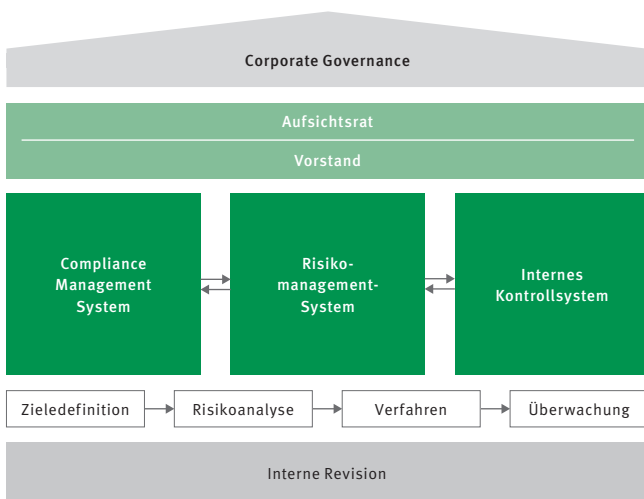 Corporate Governance
Aufsichtsrat
Vorstand
Compliance
Management
System
Risiko-
management-
System
Internes
Kontrollsystem
Zieledefinition
Risikoanalyse
Verfahren
Überwachung
Interne Revision